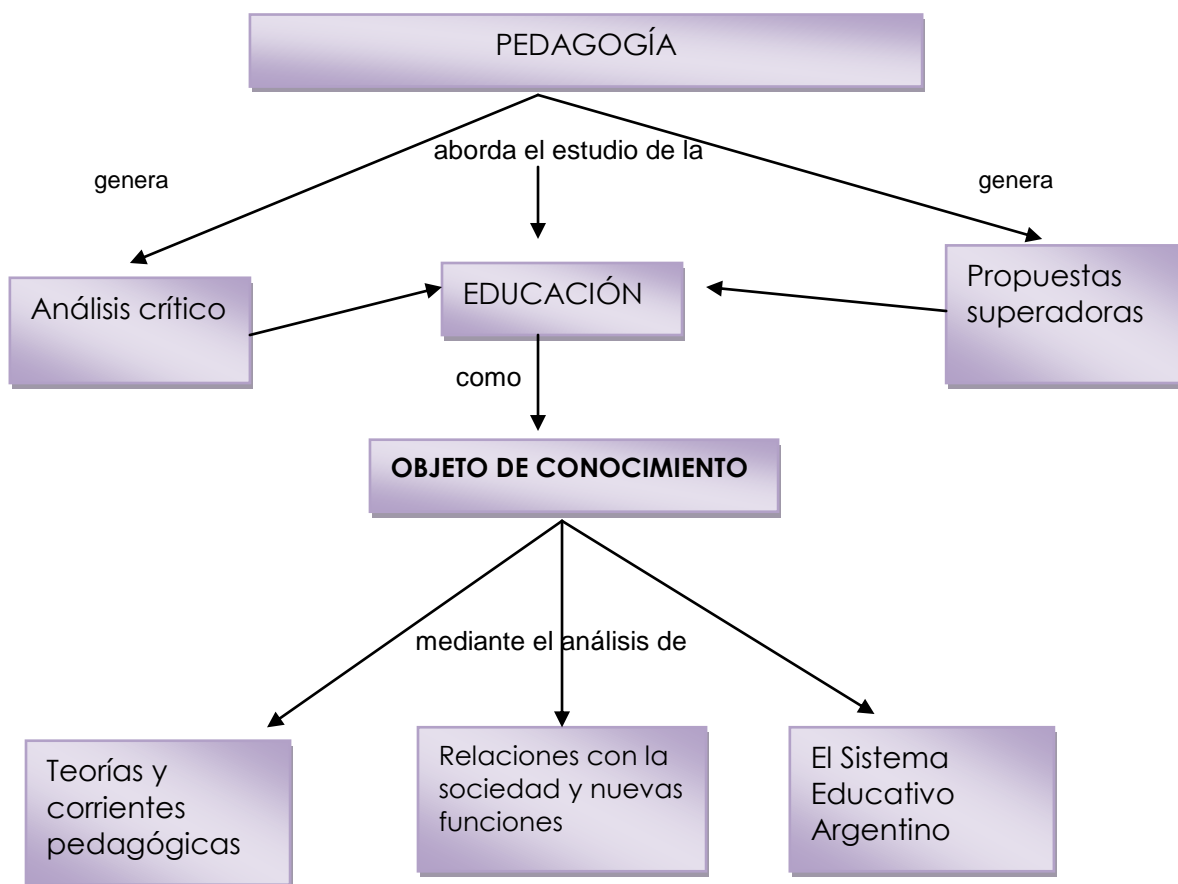 PEDAGOGÍA
aborda el estudio de la
genera
genera
Análisis crítico
EDUCACIÓN
Propuestas
superadoras
como
OBJETO DE CONOCIMIENTO
mediante el análisis de
Teorías y
corrientes
pedagógicas
Relaciones con la
sociedad y nuevas
funciones
El Sistema
Educativo
Argentino